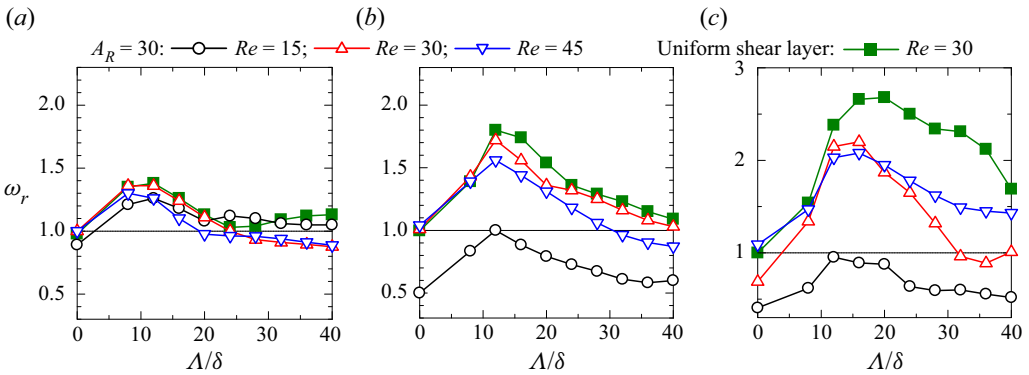 (a) (b) (c)
A_R = 30: Re = 15; Re = 30; Re = 45 Uniform shear layer: Re = 30
2.0 2.0 3
1.5 1.5 2
ω_r 1.0 1.0 1
0.5 0.5
0 10 20 30 40 0 10 20 30 40 0 10 20 30 40
Λ/δ Λ/δ Λ/δ